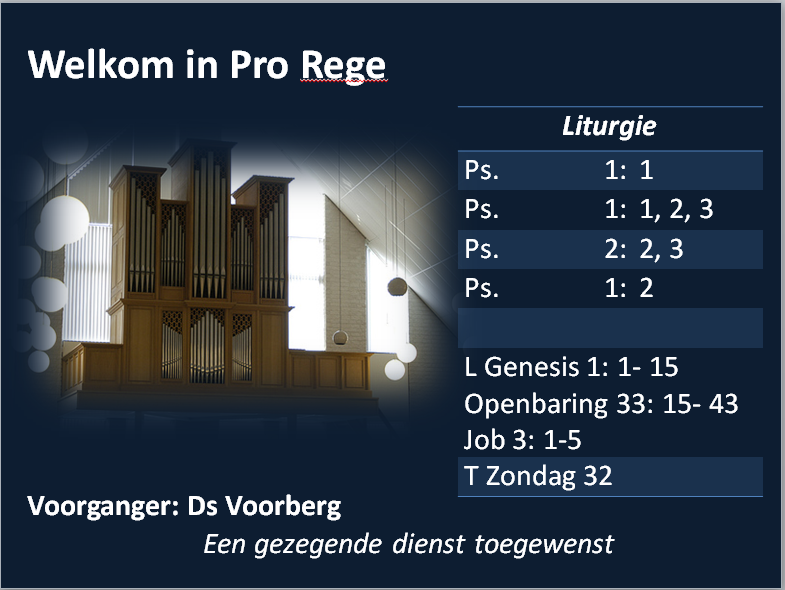 Welkom in Pro Rege
Liturgie
Ps. 1: 1
Ps. 1: 1, 2, 3
Ps. 2: 2, 3
Ps. 1: 2
L Genesis 1: 1- 15
Openbaring 33: 15- 43
Job 3: 1-5
T Zondag 32
Voorganger: Ds Voorberg
Een gezegende dienst toegewenst